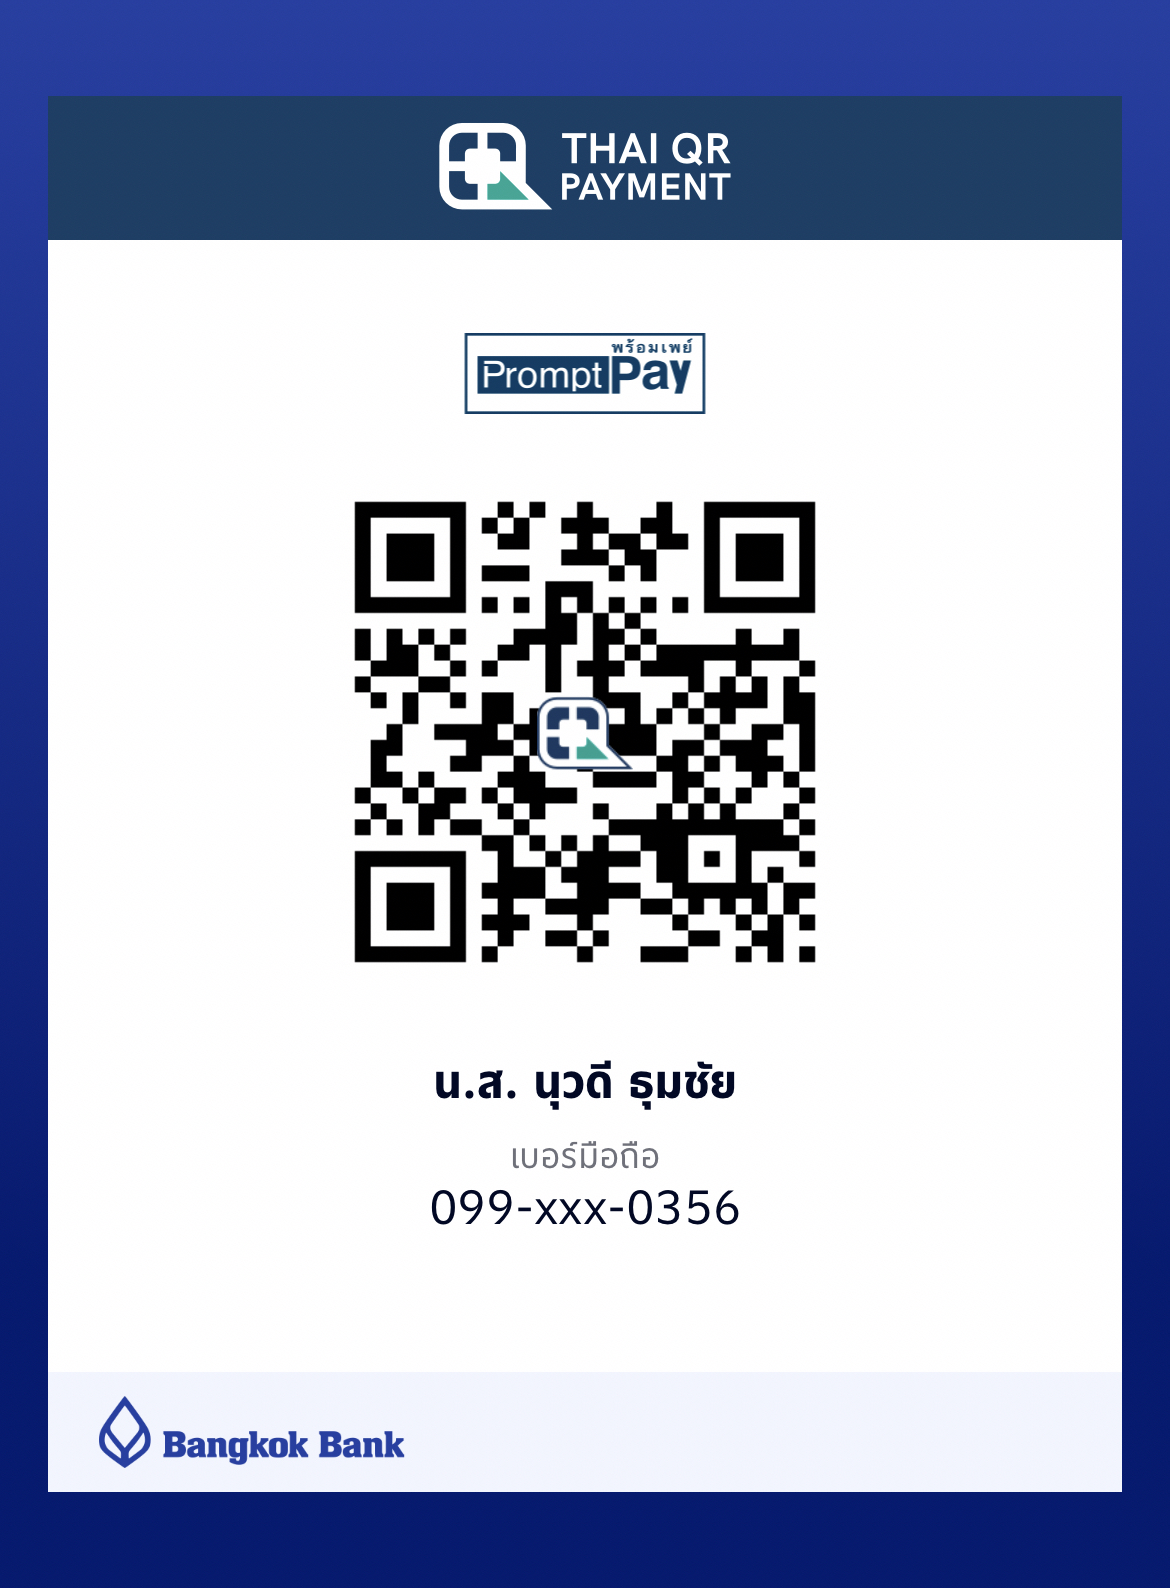 THAI QR
PAYMENT
พร้อมเพย์
PromptPay
น.ส. นุวดี ธุมชัย
เบอร์มือถือ
099-xxx-0356
Bangkok Bank